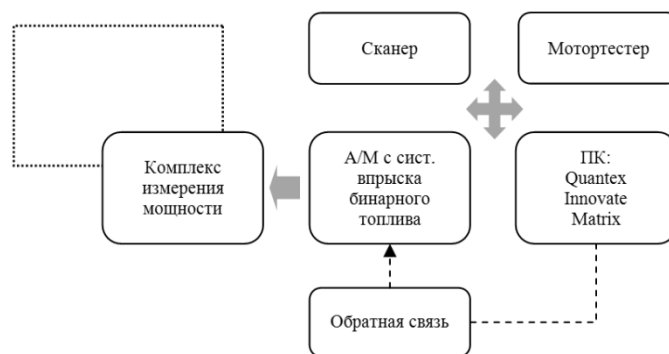 Сканер
Мотортестер
Комплекс
измерения
мощности
А/М с сист.
впрыска
бинарного
топлива
ПК:
Quantex
Innovate
Matrix
Обратная связь